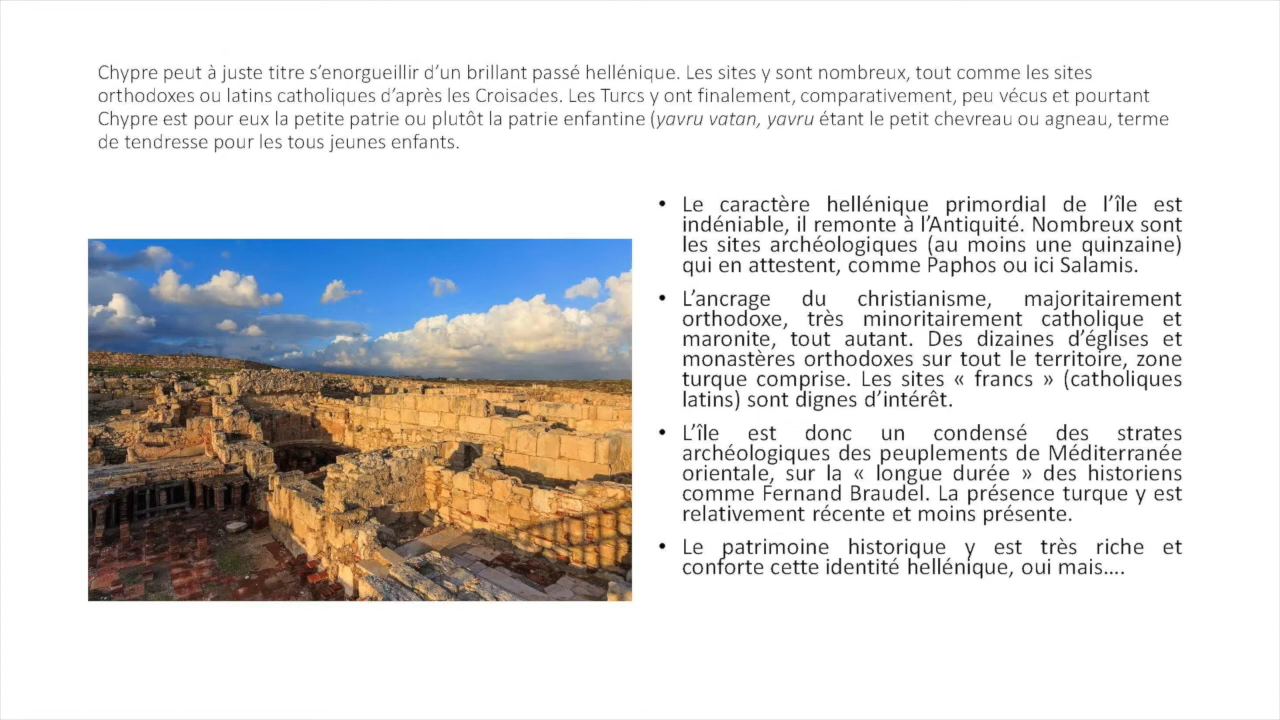 Chypre peut à juste titre s’enorgueillir d’un brillant passé hellénique. Les sites y sont nombreux, tout comme les sites
orthodoxes ou latins catholiques d’après les Croisades. Les Turcs y ont finalement, comparativement, peu vécus et pourtant
Chypre est pour eux la petite patrie ou plutôt la patrie enfantine (yavru vatan, yavru étant le petit chevreau ou agneau, terme
de tendresse pour les tous jeunes enfants.
• Le caractère hellénique primordial de l’île est
indéniable, il remonte à l’Antiquité. Nombreux sont
les sites archéologiques (au moins une quinzaine)
qui en attestent, comme Paphos ou ici Salamis.
• L’ancrage du christianisme, majoritairement
orthodoxe, très minoritairement catholique et
maronite, tout autant. Des dizaines d’églises et
monastères orthodoxes sur tout le territoire, zone
turque comprise. Les sites « francs » (catholiques
latins) sont dignes d’intérêt.
• L’île est donc un condensé des strates
archéologiques des peuplements de Méditerranée
orientale, sur la « longue durée » des historiens
comme Fernand Braudel. La présence turque y est
relativement récente et moins présente.
• Le patrimoine historique y est très riche et
conforte cette identité hellénique, oui mais….